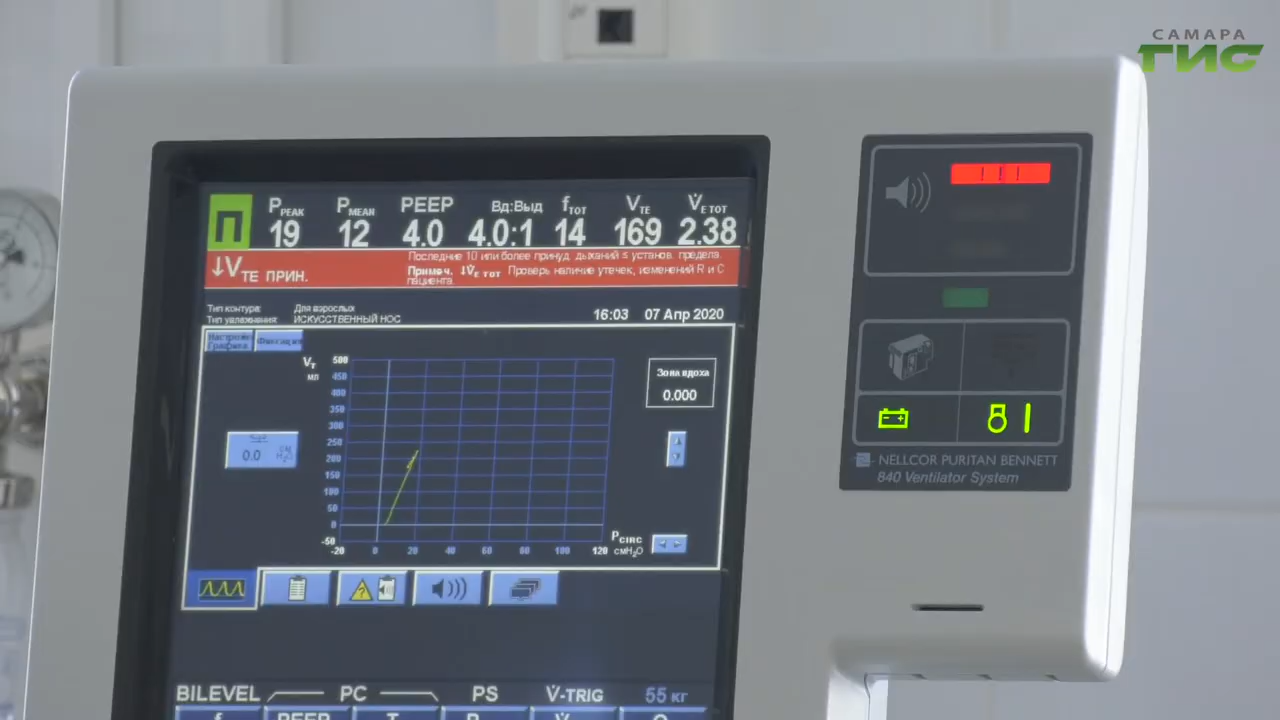 САМАРА
ГИС
П
PPEAK PMEAN PEEP Вд:Выд fTOT VTE V̇E TOT
19 12 4.0 4.0:1 14 169 2.38
↓VTE ПРИН.
Последние 10 или более принуд. дыханий ≤ установ. предела.
Примеч. ↓V̇E TOT Проверь наличие утечек, изменений R и C
пациента.
Тип контура: Для взрослых
Тип увлажнения: ИСКУССТВЕННЫЙ НОС
16:03 07 Апр 2020
Настройк Графика
Фиксация
VT
мл
500
450
400
350
300
250
200
150
100
50
0
-50
-20 0 20 40 60 80 100 120
PCIRC
смH2O
Зона вдоха
0.000
0.0
H2O
!!!
NELLCOR PURITAN BENNETT
840 Ventilator System
BILEVEL PC PS V̇-TRIG 55 кг
f PEEP